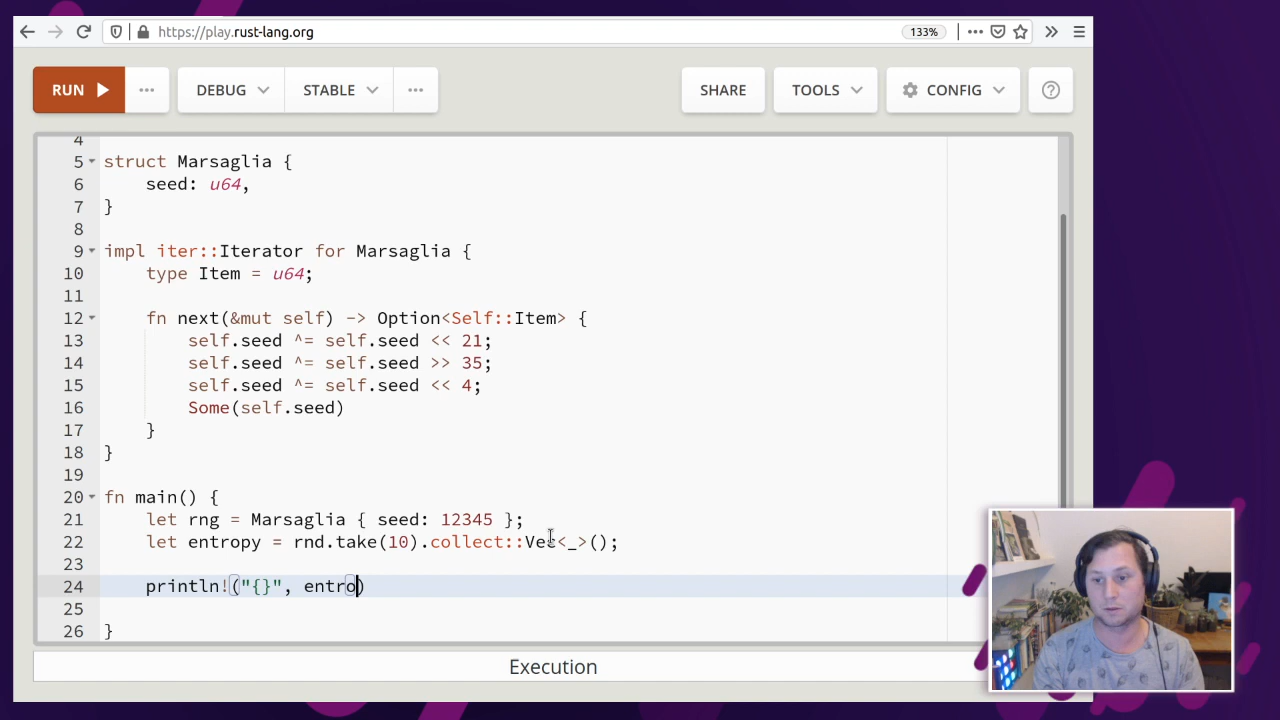 https://play.rust-lang.org
133%
RUN
DEBUG
STABLE
SHARE
TOOLS
CONFIG
4
5 struct Marsaglia {
6     seed: u64,
7 }
8
9 impl iter::Iterator for Marsaglia {
10     type Item = u64;
11
12     fn next(&mut self) -> Option<Self::Item> {
13         self.seed ^= self.seed << 21;
14         self.seed ^= self.seed >> 35;
15         self.seed ^= self.seed << 4;
16         Some(self.seed)
17     }
18 }
19
20 fn main() {
21     let rng = Marsaglia { seed: 12345 };
22     let entropy = rnd.take(10).collect::Vec<_>();
23
24     println!("{}", entro)
25
26 }
Execution